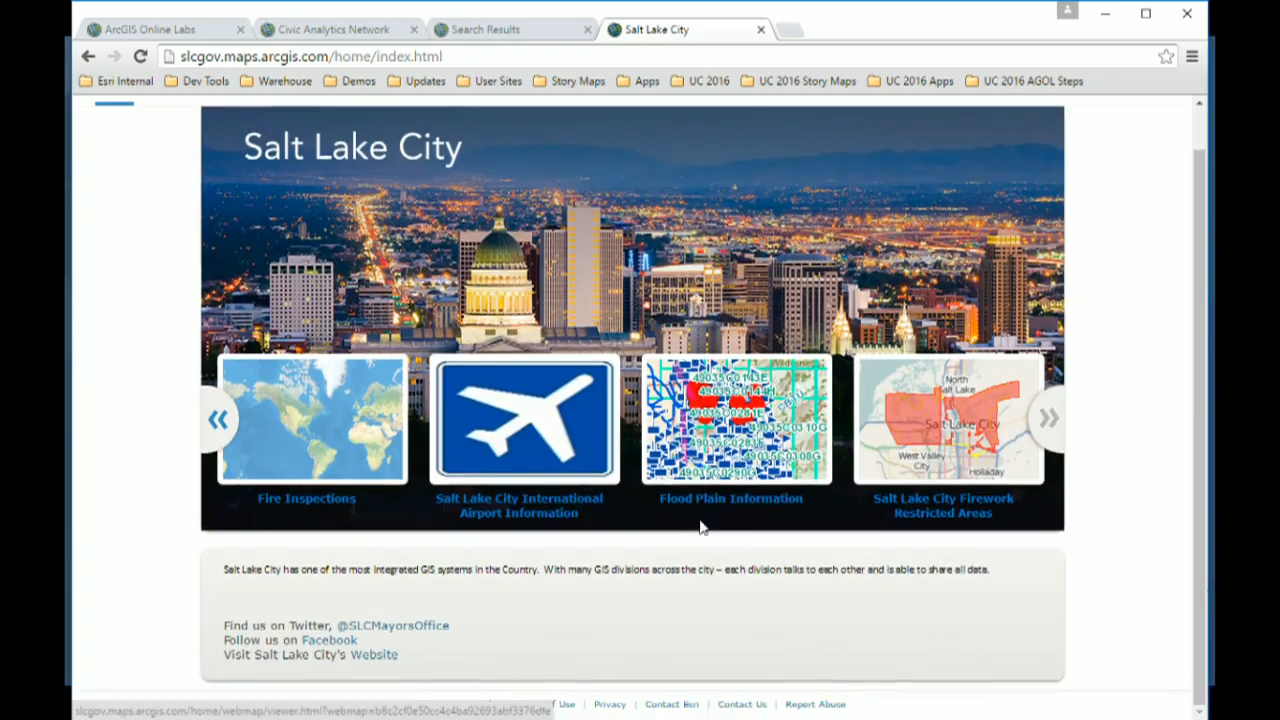 ArcGIS Online Labs
Civic Analytics Network
Search Results
Salt Lake City
slcgov.maps.arcgis.com/home/index.html
Esri Internal
Dev Tools
Warehouse
Demos
Updates
User Sites
Story Maps
Apps
UC 2016
UC 2016 Story Maps
UC 2016 Apps
UC 2016 AGOL Steps
Salt Lake City
49035C0143E
49035C0281E
49035C0310G
49035C0283E
49035C0308G
North
Salt Lake
Salt Lake City
West Valley
City
Holladay
Fire Inspections
Salt Lake City International
Airport Information
Flood Plain Information
Salt Lake City Firework
Restricted Areas
Salt Lake City has one of the most integrated GIS systems in the Country. With many GIS divisions across the city – each division talks to each other and is able to share all data.
Find us on Twitter, @SLCMayorsOffice
Follow us on Facebook
Visit Salt Lake City's Website
Use
Privacy
Contact Esri
Contact Us
Report Abuse